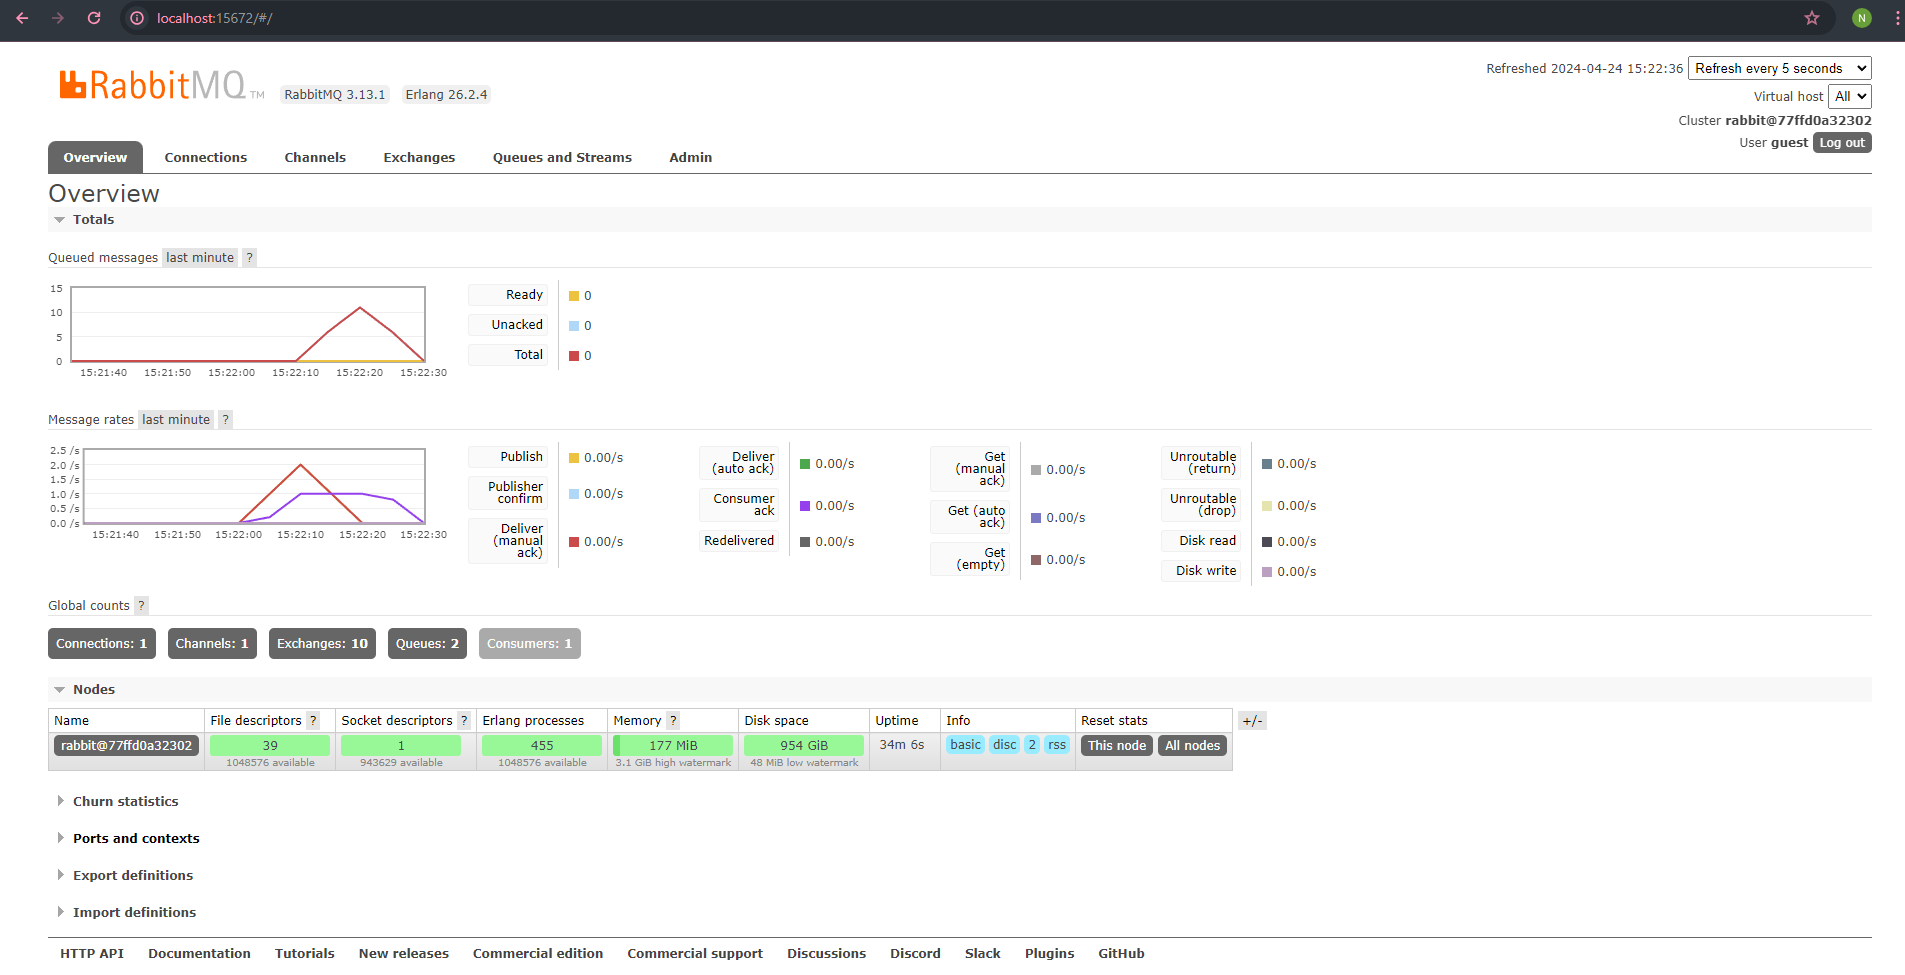 localhost:15672/#/
N
RabbitMQ TM
RabbitMQ 3.13.1 Erlang 26.2.4
Refreshed 2024-04-24 15:22:36 Refresh every 5 seconds
Virtual host All
Cluster rabbit@77ffd0a32302
User guest Log out
Overview Connections Channels Exchanges Queues and Streams Admin
Overview
Totals
Queued messages last minute ?
15
10
5
0
15:21:40 15:21:50 15:22:00 15:22:10 15:22:20 15:22:30
Ready 0
Unacked 0
Total 0
Message rates last minute ?
2.5 /s
2.0 /s
1.5 /s
1.0 /s
0.5 /s
0.0 /s
15:21:40 15:21:50 15:22:00 15:22:10 15:22:20 15:22:30
Publish 0.00/s
Publisher
confirm 0.00/s
Deliver
(manual
ack) 0.00/s
Deliver
(auto ack) 0.00/s
Consumer
ack 0.00/s
Redelivered 0.00/s
Get
(manual
ack) 0.00/s
Get (auto
ack) 0.00/s
Get
(empty) 0.00/s
Unroutable
(return) 0.00/s
Unroutable
(drop) 0.00/s
Disk read 0.00/s
Disk write 0.00/s
Global counts ?
Connections: 1 Channels: 1 Exchanges: 10 Queues: 2 Consumers: 1
Nodes
Name File descriptors ? Socket descriptors ? Erlang processes Memory ? Disk space Uptime Info Reset stats +/-
rabbit@77ffd0a32302 39 1 455 177 MiB 954 GiB 34m 6s basic disc 2 rss This node All nodes
1048576 available 943629 available 1048576 available 3.1 GiB high watermark 48 MiB low watermark
Churn statistics
Ports and contexts
Export definitions
Import definitions
HTTP API Documentation Tutorials New releases Commercial edition Commercial support Discussions Discord Slack Plugins GitHub